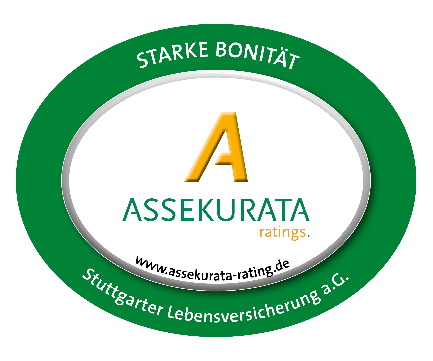 STARKE BONITÄT
A
ASSEKURATA
ratings.
www.assekurata-rating.de
Stuttgarter Lebensversicherung a.G.